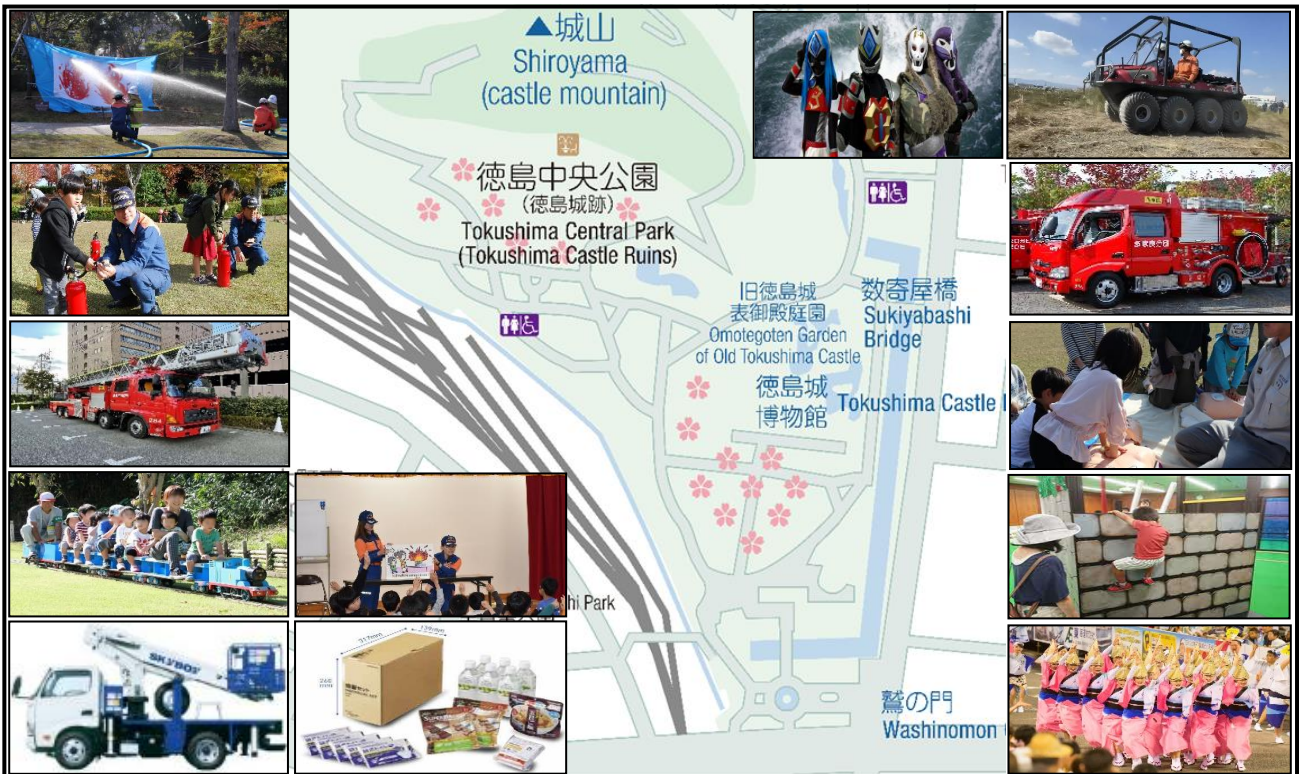 ▲城山
Shiroyama
(castle mountain)
徳島中央公園
(徳島城跡)
Tokushima Central Park
(Tokushima Castle Ruins)
旧徳島城
表御殿庭園
Omotegoten Garden
of Old Tokushima Castle
数寄屋橋
Sukiyabashi
Bridge
徳島城
博物館
Tokushima Castle
hi Park
鷲の門
Washinomon
SKYBOY
317mm